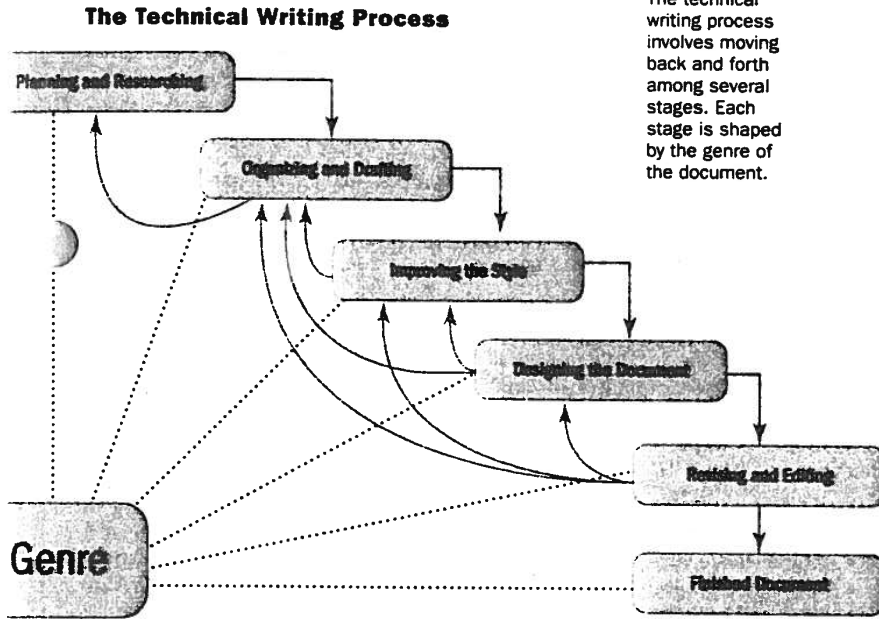 The Technical Writing Process
The technical
writing process
involves moving
back and forth
among several
stages. Each
stage is shaped
by the genre of
the document.
Planning and Researching
Organizing and Drafting
Improving the Style
Designing the Document
Revising and Editing
Genre
Finished Document